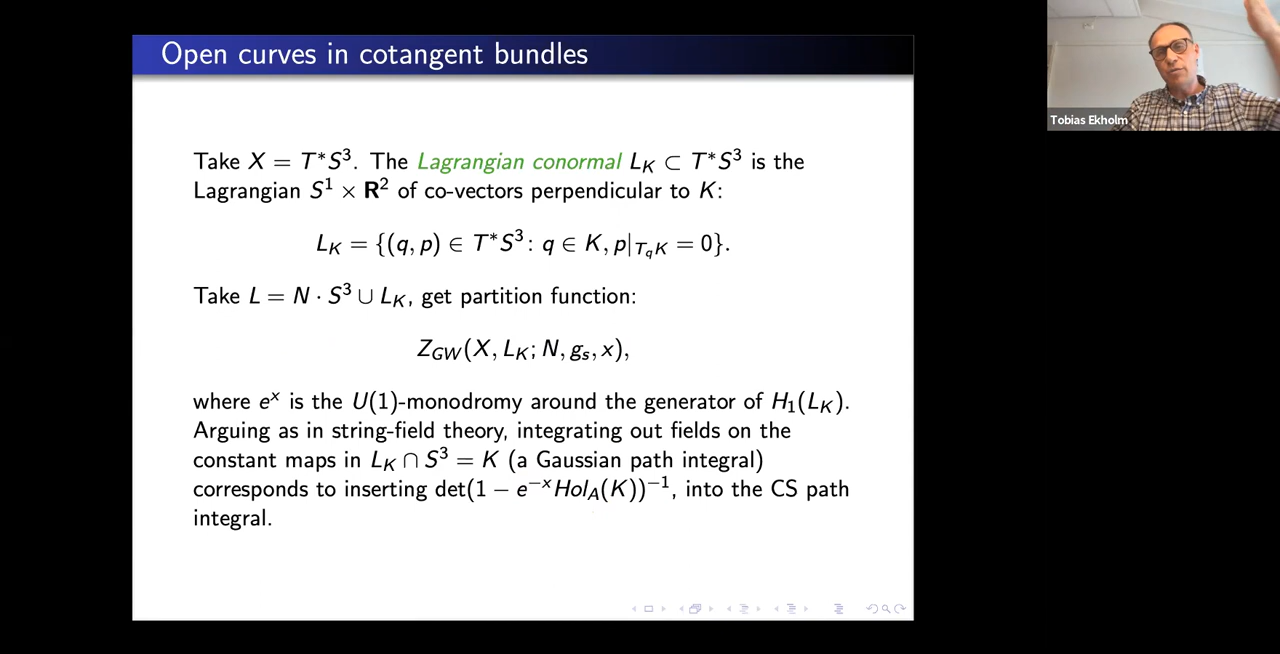 Open curves in cotangent bundles
Tobias Ekholm
Take X = T*S³. The Lagrangian conormal L_K ⊂ T*S³ is the
Lagrangian S¹ × R² of co-vectors perpendicular to K:
L_K = {(q, p) ∈ T*S³ : q ∈ K, p|_{T_qK} = 0}.
Take L = N · S³ ∪ L_K, get partition function:
Z_{GW}(X, L_K; N, g_s, x),
where e^x is the U(1)-monodromy around the generator of H₁(L_K).
Arguing as in string-field theory, integrating out fields on the
constant maps in L_K ∩ S³ = K (a Gaussian path integral)
corresponds to inserting det(1 − e^{−x}Hol_A(K))^{−1}, into the CS path
integral.